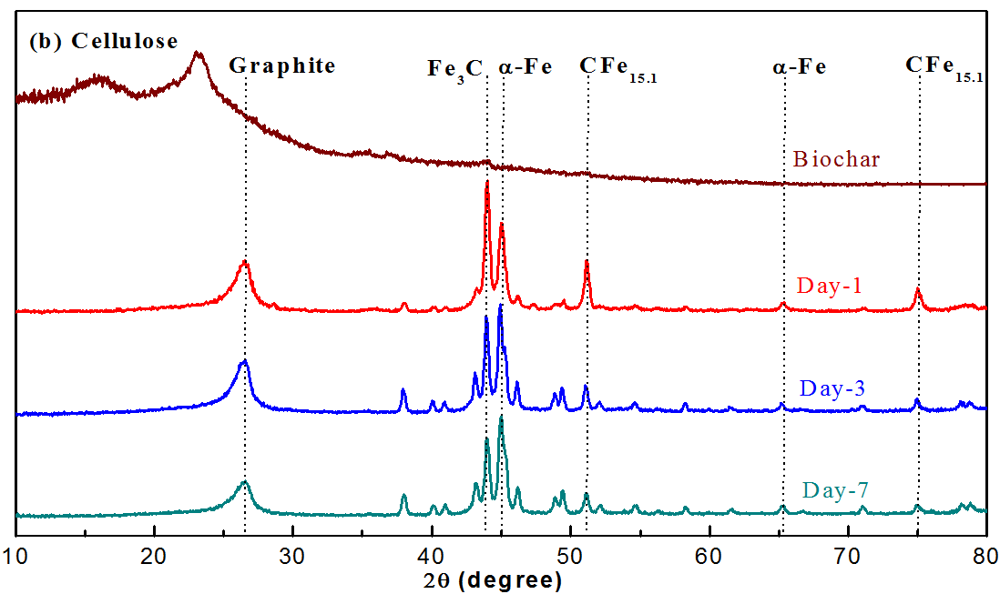 (b) Cellulose
Graphite
Fe₃C
α-Fe
CFe₁₅.₁
α-Fe
CFe₁₅.₁
Biochar
Day-1
Day-3
Day-7
10 20 30 40 50 60 70 80
2θ (degree)